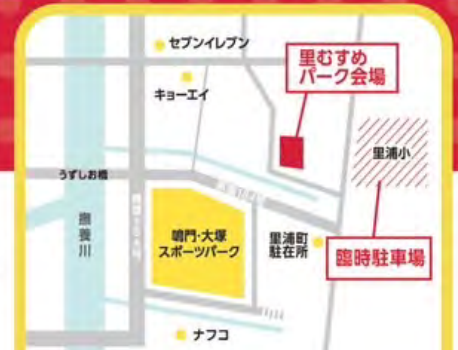 セブンイレブン
里むすめ
パーク会場
キョーエイ
里浦小
うずしお橋
撫養川
鳴門・大塚
スポーツパーク
里浦町
駐在所
臨時駐車場
ナフコ